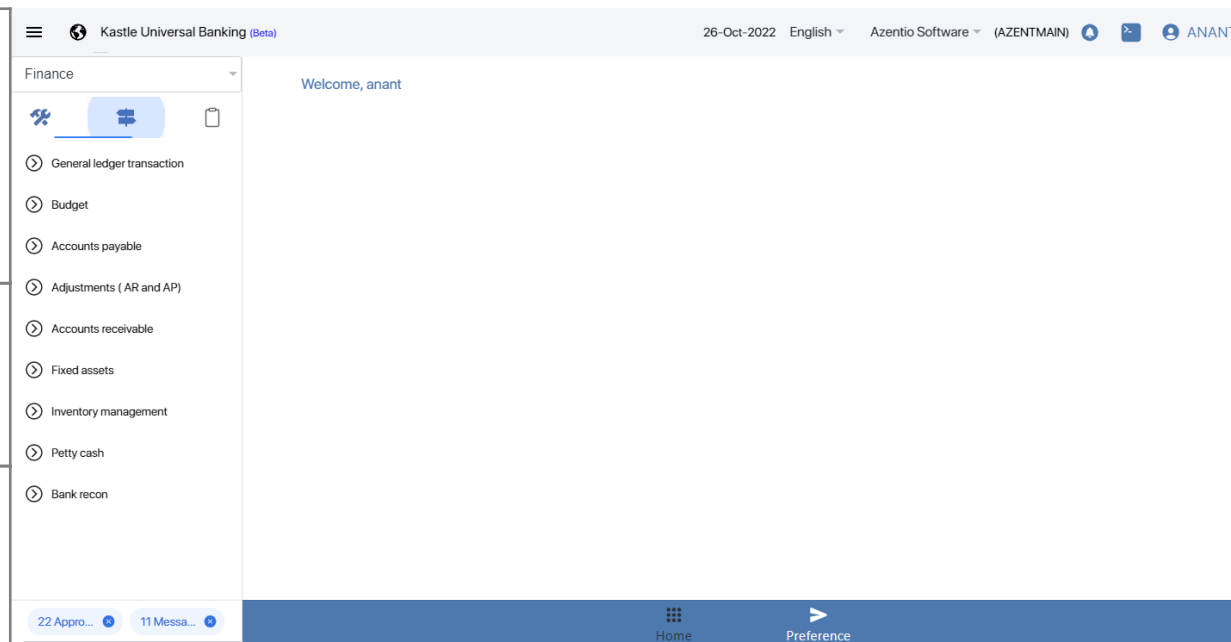 Kastle Universal Banking (Beta) 26-Oct-2022 English Azentio Software (AZENTMAIN) ANANT
Finance
Welcome, anant
General ledger transaction
Budget
Accounts payable
Adjustments ( AR and AP)
Accounts receivable
Fixed assets
Inventory management
Petty cash
Bank recon
22 Appro... 11 Messa...
Home Preference